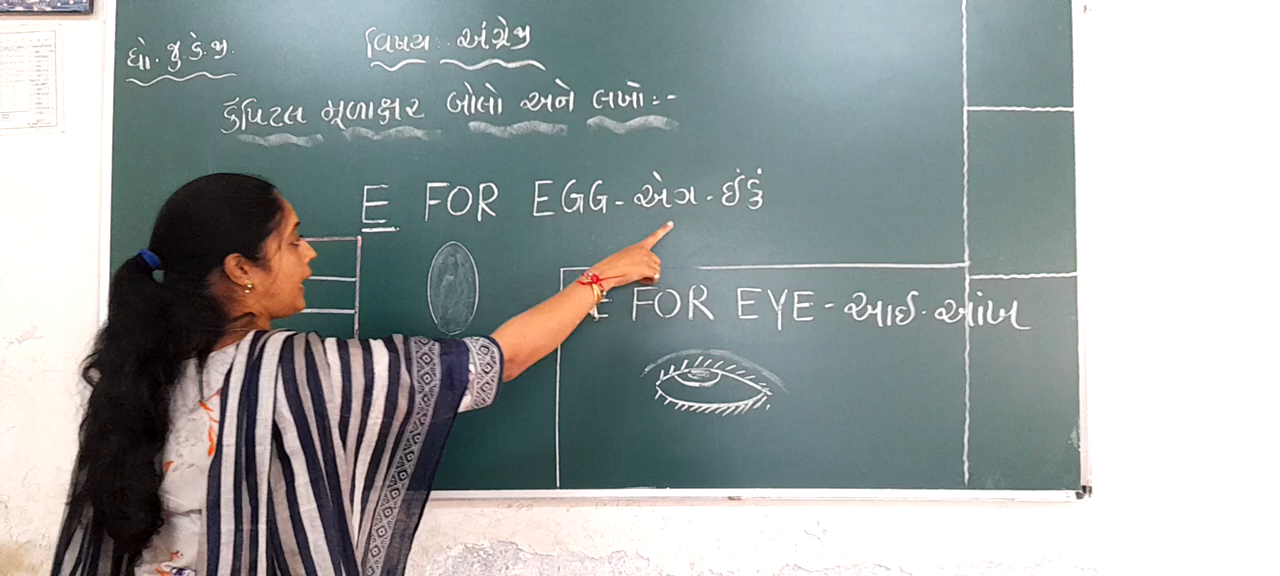 ધો. જુ.કે.જી.
વિષય : અંગ્રેજી
કેપિટલ મૂળાક્ષર બોલો અને લખો :-
E FOR EGG - એગ - ઈંડું
E FOR EYE - આઈ - આંખ